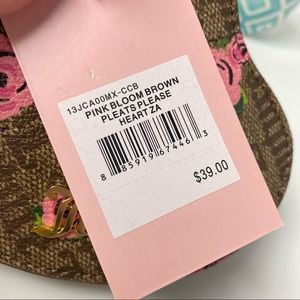 13JCA00MX-CCB
PINK BLOOM BROWN
PLEATS PLEASE
HEART ZA
8 85919 67446 3
$39.00